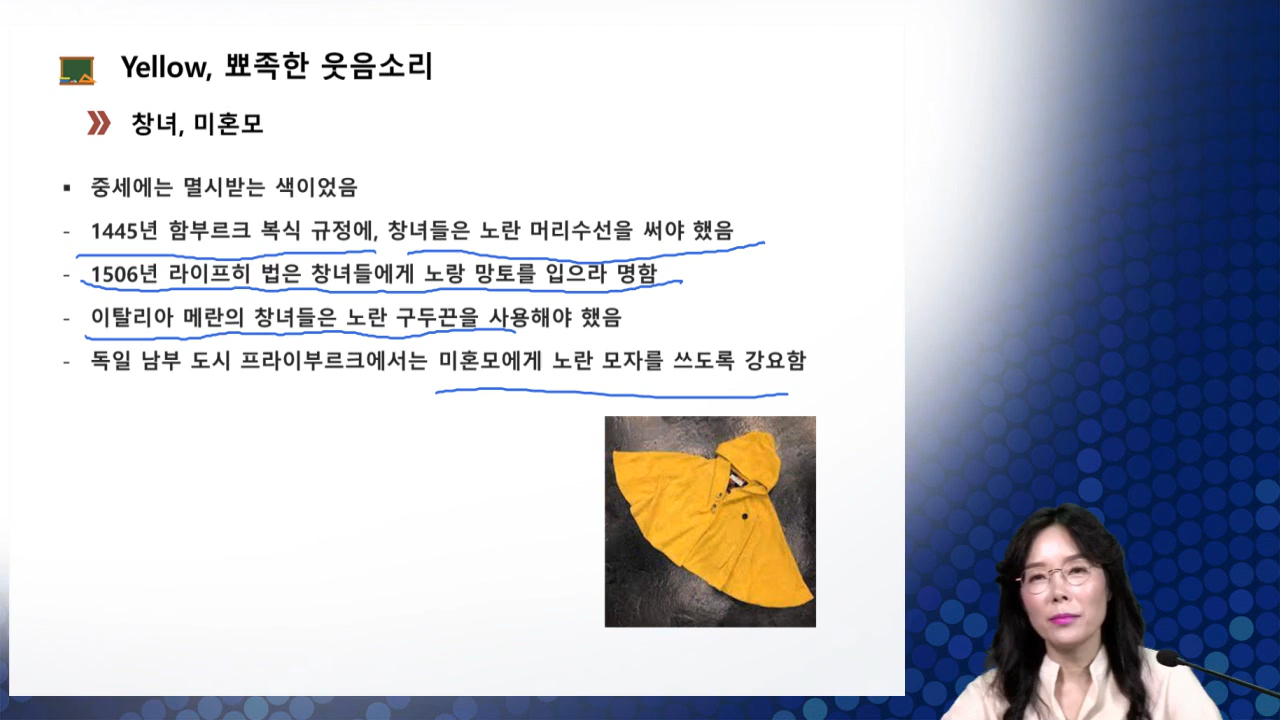 Yellow, 뾰족한 웃음소리
창녀, 미혼모
▪ 중세에는 멸시받는 색이었음
- 1445년 함부르크 복식 규정에, 창녀들은 노란 머리수선을 써야 했음
- 1506년 라이프히 법은 창녀들에게 노랑 망토를 입으라 명함
- 이탈리아 메란의 창녀들은 노란 구두끈을 사용해야 했음
- 독일 남부 도시 프라이부르크에서는 미혼모에게 노란 모자를 쓰도록 강요함